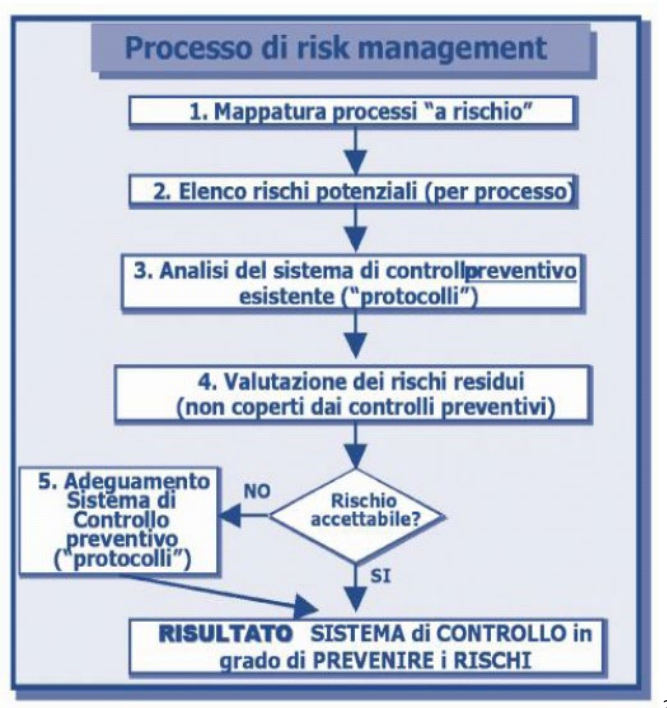 Processo di risk management
1. Mappatura processi “a rischio”
2. Elenco rischi potenziali (per processo)
3. Analisi del sistema di controllo preventivo
esistente (“protocolli”)
4. Valutazione dei rischi residui
(non coperti dai controlli preventivi)
Rischio
accettabile?
NO
5. Adeguamento
Sistema di
Controllo
preventivo
(“protocolli”)
SI
RISULTATO SISTEMA di CONTROLLO in
grado di PREVENIRE i RISCHI